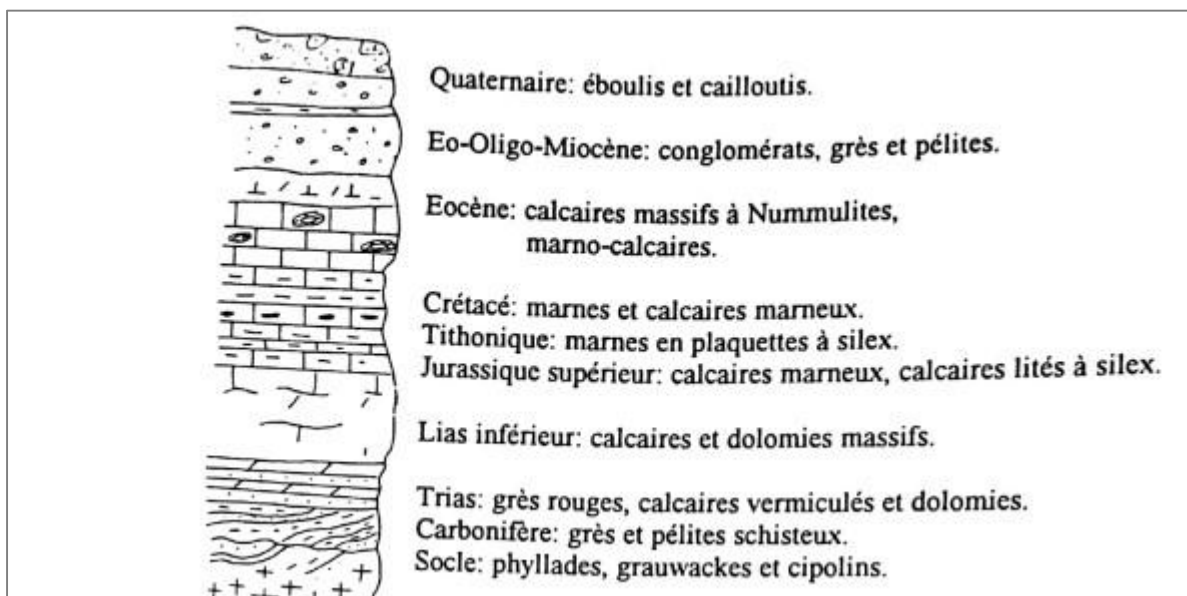 Quaternaire: éboulis et cailloutis.
Eo-Oligo-Miocène: conglomérats, grès et pélites.
Eocène: calcaires massifs à Nummulites,
marno-calcaires.
Crétacé: marnes et calcaires marneux.
Tithonique: marnes en plaquettes à silex.
Jurassique supérieur: calcaires marneux, calcaires lités à silex.
Lias inférieur: calcaires et dolomies massifs.
Trias: grès rouges, calcaires vermiculés et dolomies.
Carbonifère: grès et pélites schisteux.
Socle: phyllades, grauwackes et cipolins.